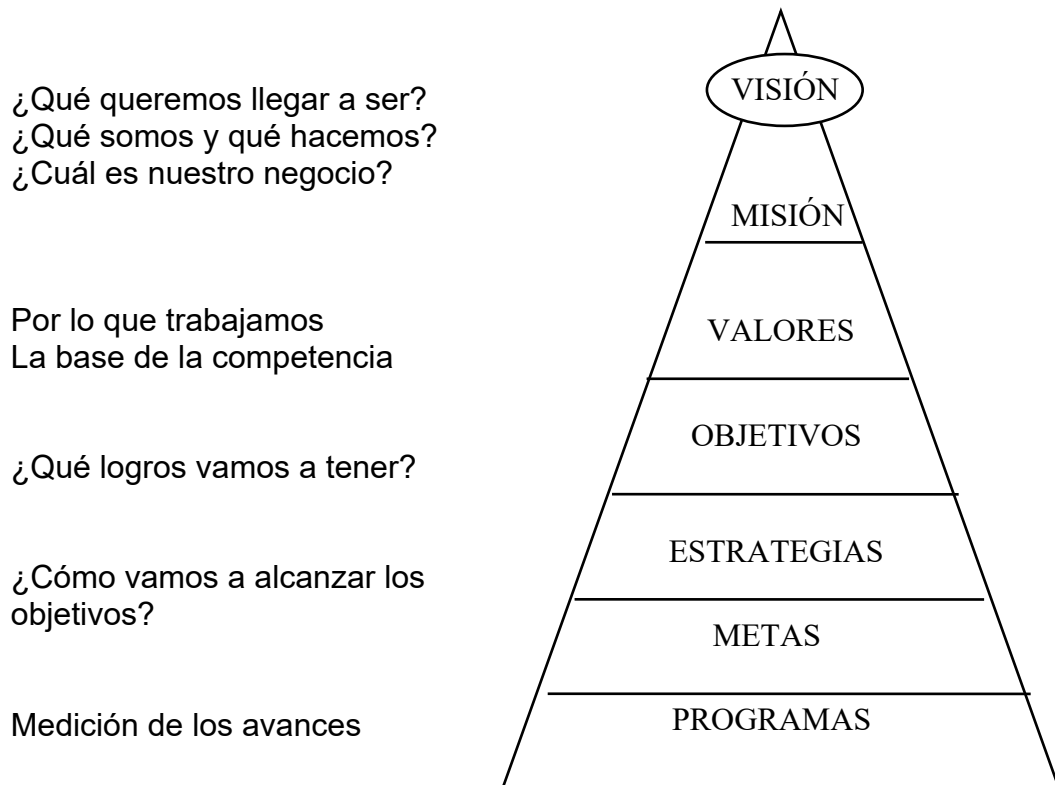 ¿Qué queremos llegar a ser?
¿Qué somos y qué hacemos?
¿Cuál es nuestro negocio?
Por lo que trabajamos
La base de la competencia
¿Qué logros vamos a tener?
¿Cómo vamos a alcanzar los
objetivos?
Medición de los avances
VISIÓN
MISIÓN
VALORES
OBJETIVOS
ESTRATEGIAS
METAS
PROGRAMAS